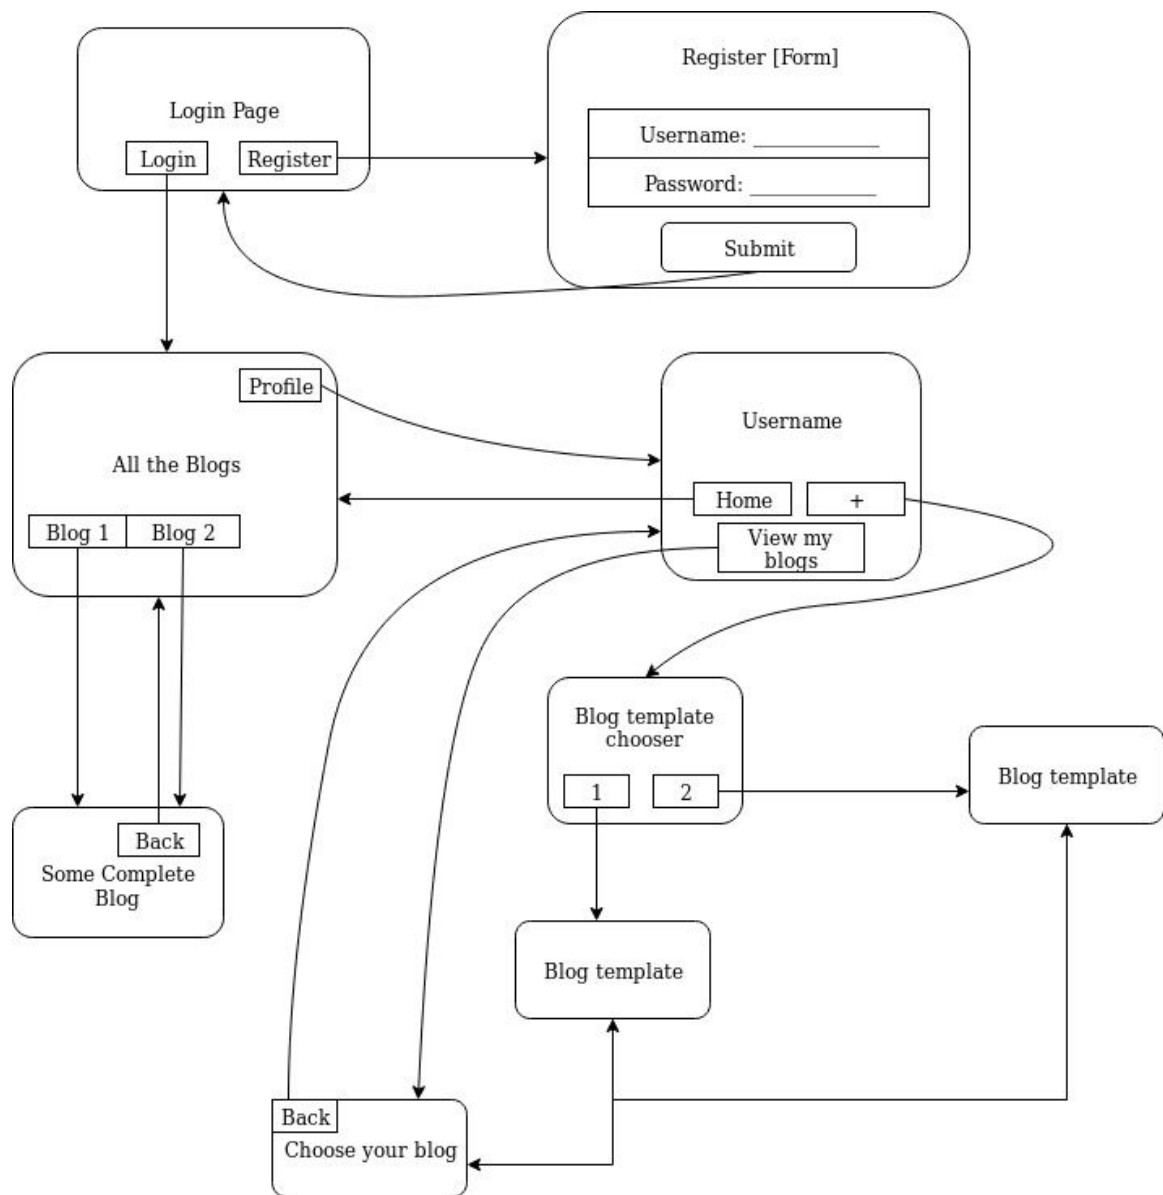 Register [Form]
Login Page
Login
Register
Username: ____________
Password: ____________
Submit
Profile
All the Blogs
Blog 1
Blog 2
Username
Home
+
View my
blogs
Blog template
chooser
1
2
Blog template
Back
Some Complete
Blog
Blog template
Back
Choose your blog